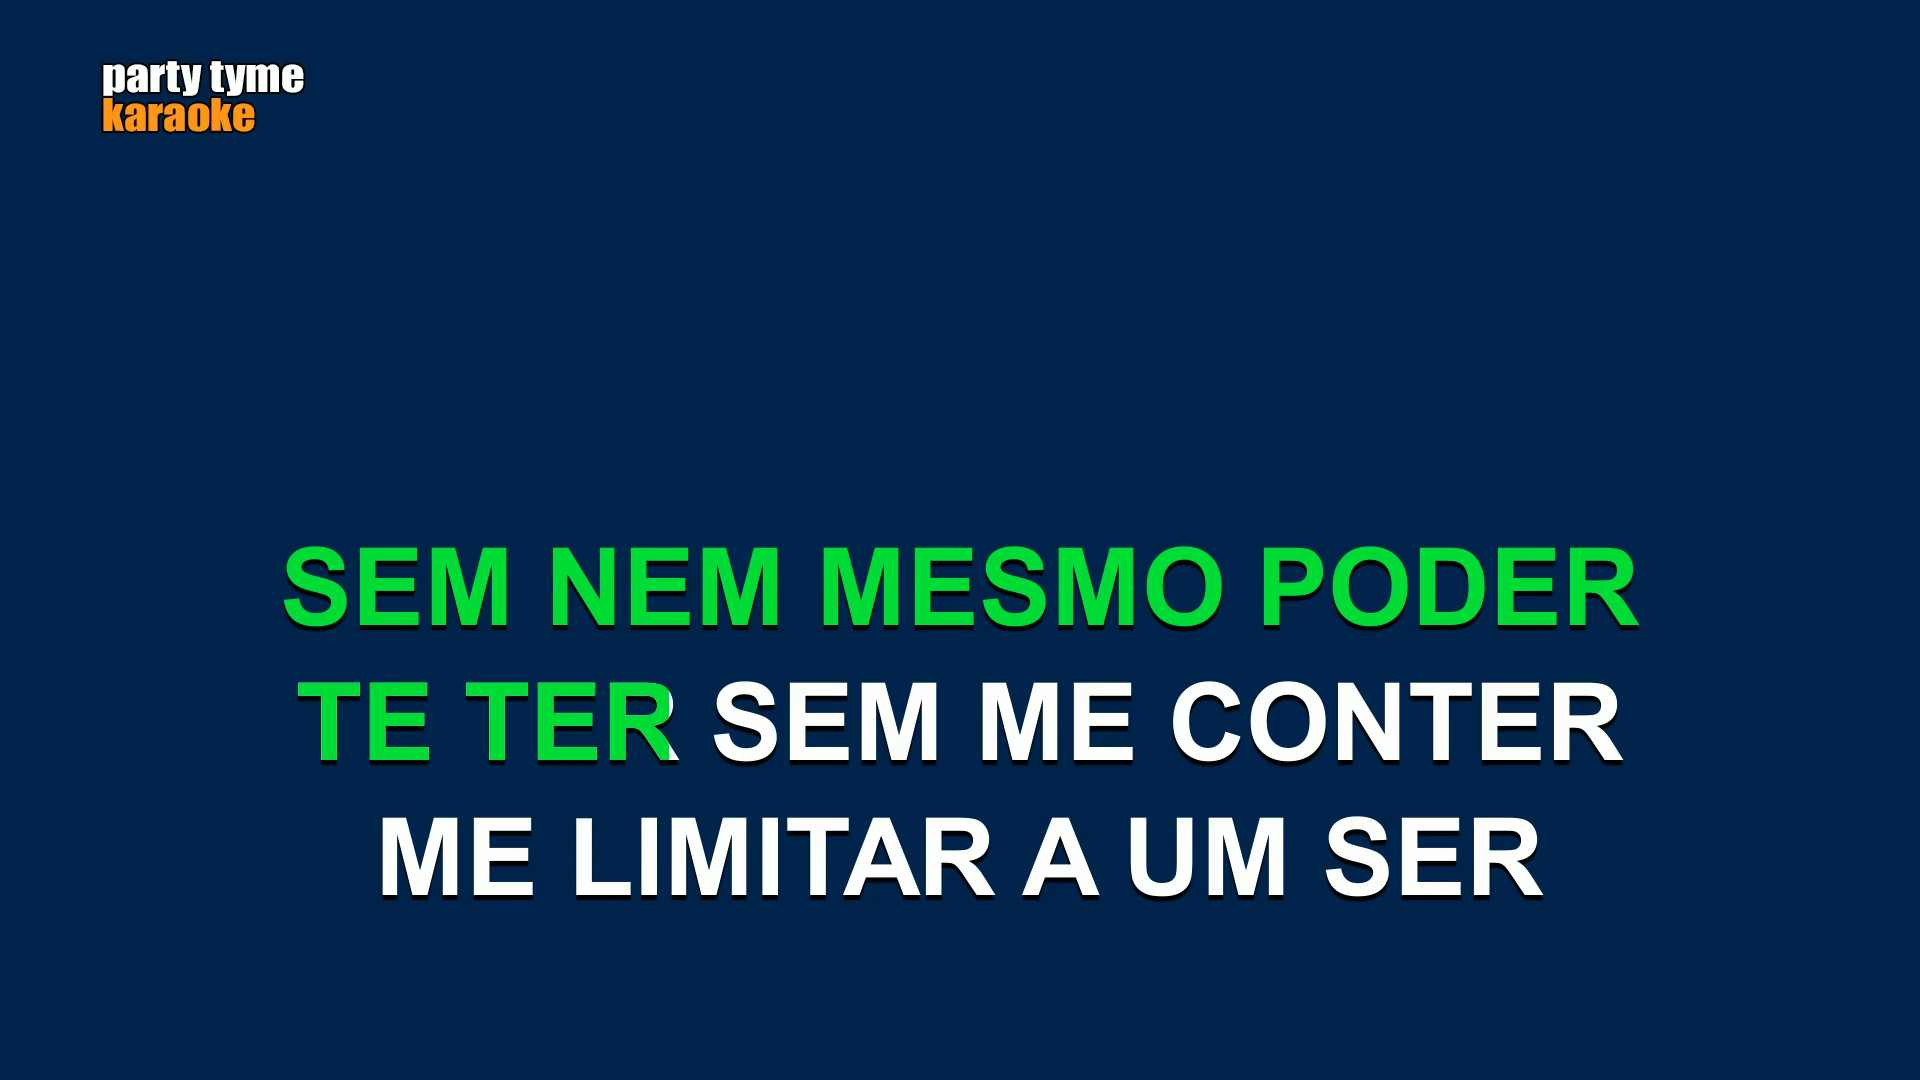 party tyme
karaoke
SEM NEM MESMO PODER
TE TER SEM ME CONTER
ME LIMITAR A UM SER